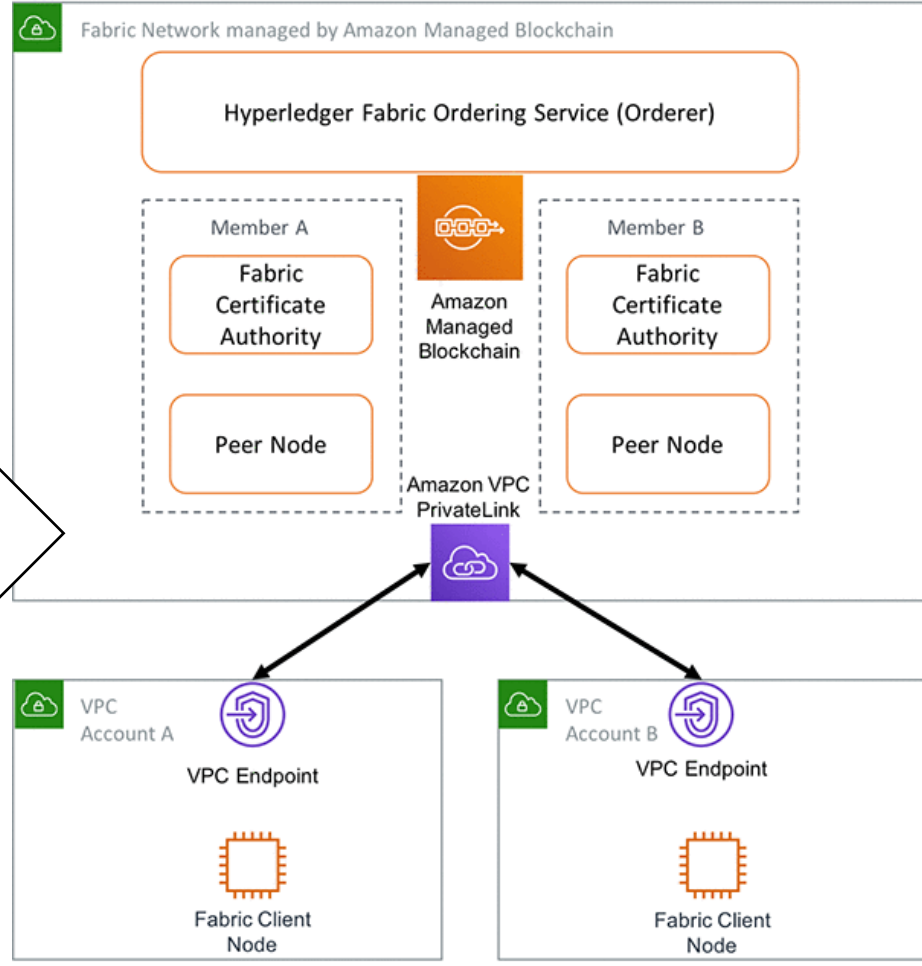 Fabric Network managed by Amazon Managed Blockchain
Hyperledger Fabric Ordering Service (Orderer)
Member A
Fabric
Certificate
Authority
Peer Node
Amazon
Managed
Blockchain
Member B
Fabric
Certificate
Authority
Peer Node
Amazon VPC
PrivateLink
VPC
Account A
VPC Endpoint
Fabric Client
Node
VPC
Account B
VPC Endpoint
Fabric Client
Node